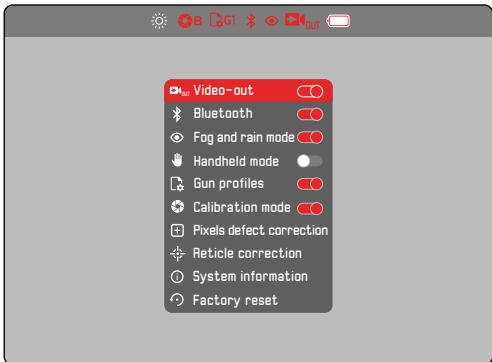 B G1 OUT
OUT Video-out
Bluetooth
Fog and rain mode
Handheld mode
Gun profiles
Calibration mode
Pixels defect correction
Reticle correction
System information
Factory reset